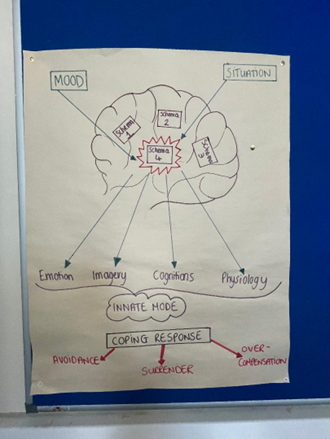 MOOD
SITUATION
Schema
1
Schema
2
Schema
3
Schema
4
Emotion Imagery Cognitions Physiology
INNATE MODE
COPING RESPONSE
AVOIDANCE
SURRENDER
OVER-
COMPENSATION